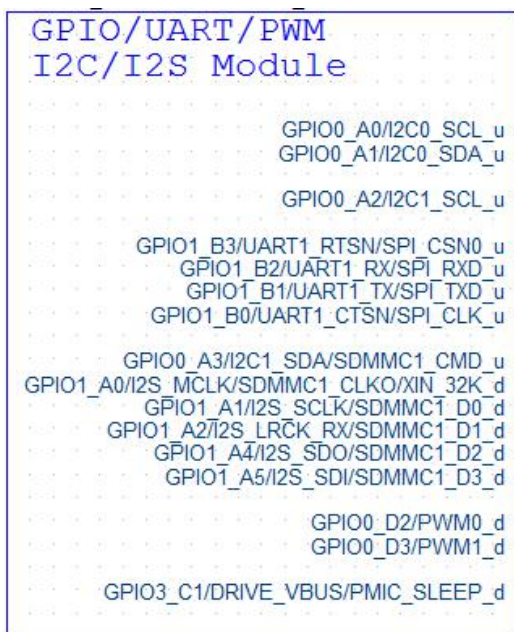 GPIO/UART/PWM
I2C/I2S Module
GPIO0_A0/I2C0_SCL_u
GPIO0_A1/I2C0_SDA_u
GPIO0_A2/I2C1_SCL_u
GPIO1_B3/UART1_RTSN/SPI_CSN0_u
GPIO1_B2/UART1_RX/SPI_RXD_u
GPIO1_B1/UART1_TX/SPI_TXD_u
GPIO1_B0/UART1_CTSN/SPI_CLK_u
GPIO0_A3/I2C1_SDA/SDMMC1_CMD_u
GPIO1_A0/I2S_MCLK/SDMMC1_CLKO/XIN_32K_d
GPIO1_A1/I2S_SCLK/SDMMC1_D0_d
GPIO1_A2/I2S_LRCK_RX/SDMMC1_D1_d
GPIO1_A4/I2S_SDO/SDMMC1_D2_d
GPIO1_A5/I2S_SDI/SDMMC1_D3_d
GPIO0_D2/PWM0_d
GPIO0_D3/PWM1_d
GPIO3_C1/DRIVE_VBUS/PMIC_SLEEP_d